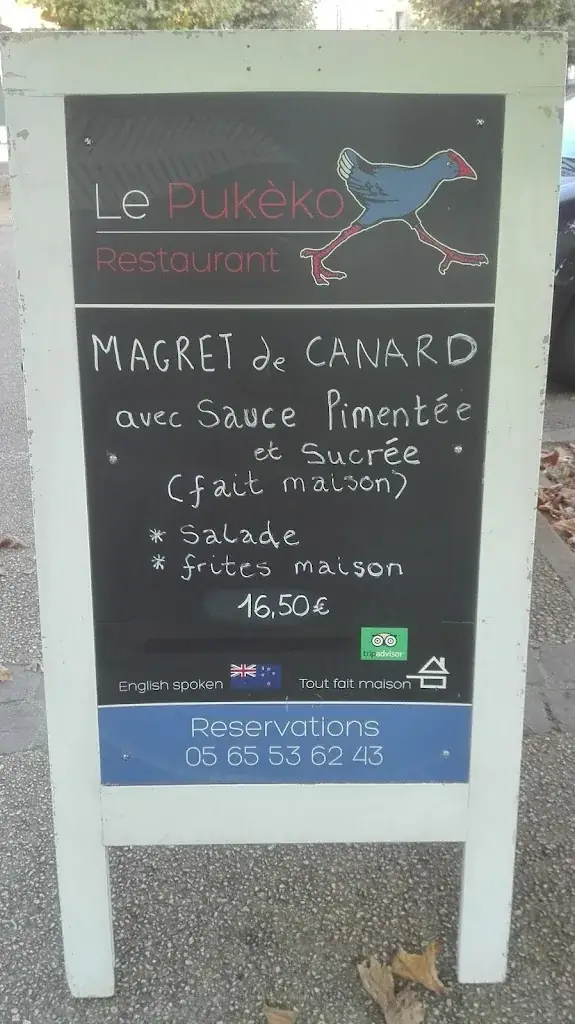 Le Pukèko
Restaurant
MAGRET de CANARD
avec Sauce Pimentée
et Sucrée
(fait maison)
* Salade
* frites maison
16,50€
tripadvisor
English spoken
Tout fait maison
Reservations
05 65 53 62 43